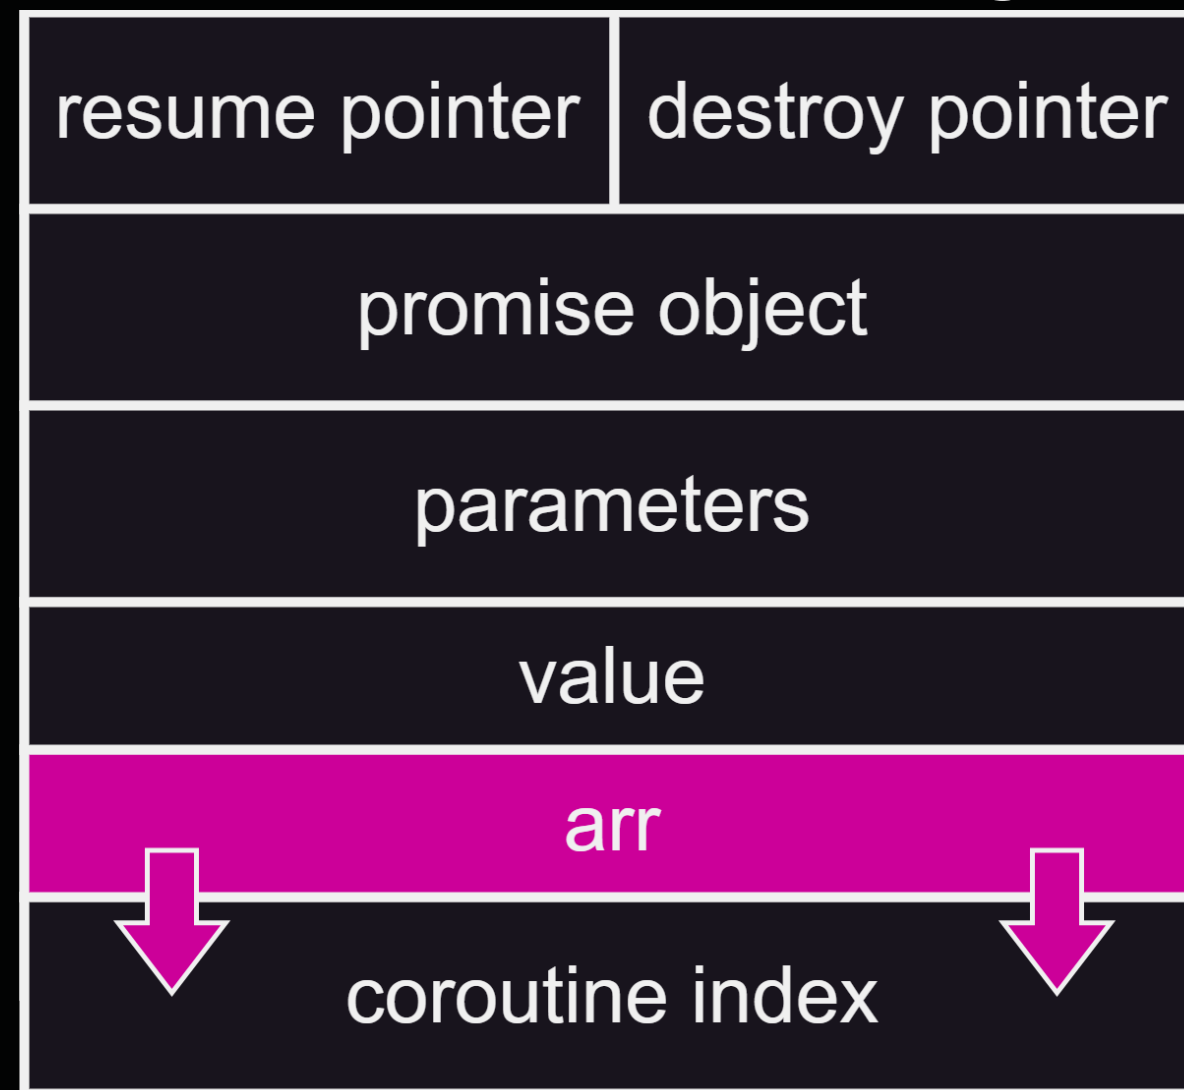 resume pointer
destroy pointer
promise object
parameters
value
arr
coroutine index